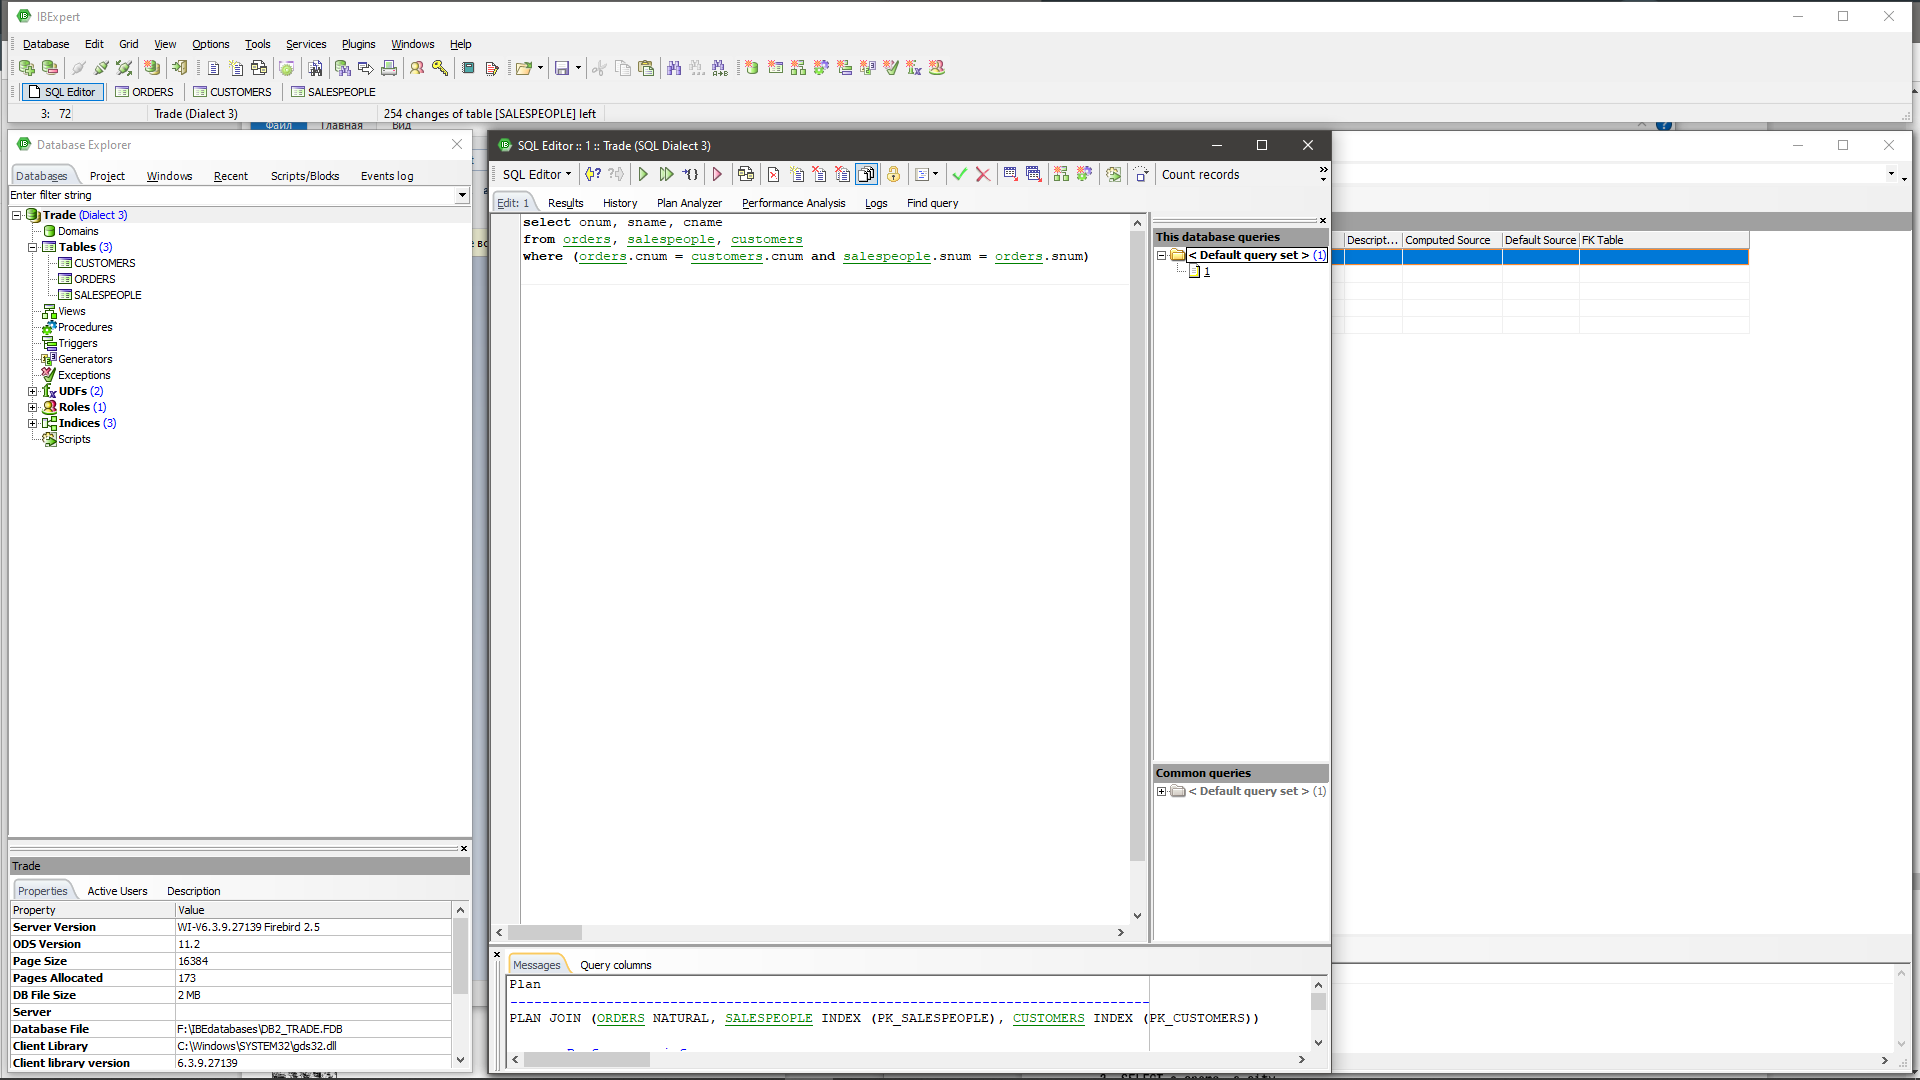 IBExpert
Database Edit Grid View Options Tools Services Plugins Windows Help
SQL Editor ORDERS CUSTOMERS SALESPEOPLE
3: 72 Trade (Dialect 3) 254 changes of table [SALESPEOPLE] left
Файл Главная Вид
Database Explorer
Databases Project Windows Recent Scripts/Blocks Events log
Enter filter string
Trade (Dialect 3)
Domains
Tables (3)
CUSTOMERS
ORDERS
SALESPEOPLE
Views
Procedures
Triggers
Generators
Exceptions
UDFs (2)
Roles (1)
Indices (3)
Scripts
Trade
Properties Active Users Description
Property Value
Server Version WI-V6.3.9.27139 Firebird 2.5
ODS Version 11.2
Page Size 16384
Pages Allocated 173
DB File Size 2 MB
Server
Database File F:\IBEdatabases\DB2_TRADE.FDB
Client Library C:\Windows\SYSTEM32\gds32.dll
Client library version 6.3.9.27139
SQL Editor :: 1 :: Trade (SQL Dialect 3)
SQL Editor Count records
Edit: 1 Results History Plan Analyzer Performance Analysis Logs Find query
select onum, sname, cname
from orders, salespeople, customers
where (orders.cnum = customers.cnum and salespeople.snum = orders.snum)
This database queries
< Default query set > (1)
1
Common queries
< Default query set > (1)
Messages Query columns
Plan
PLAN JOIN (ORDERS NATURAL, SALESPEOPLE INDEX (PK_SALESPEOPLE), CUSTOMERS INDEX (PK_CUSTOMERS))
Descript... Computed Source Default Source FK Table